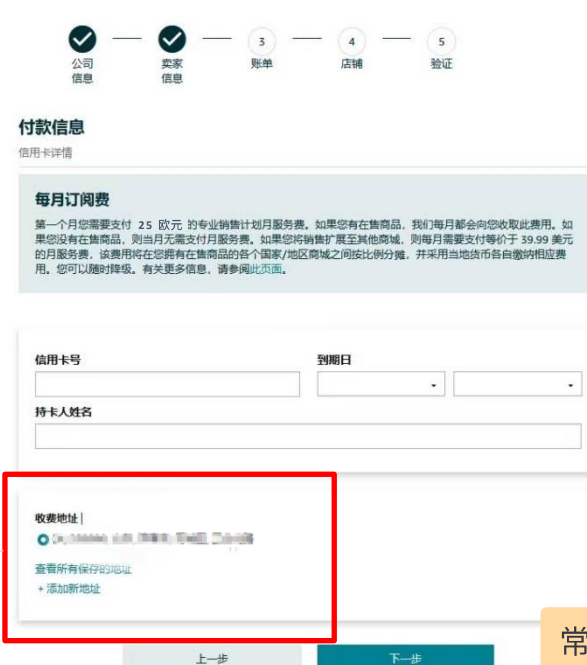 3
4
5
公司
信息
卖家
信息
账单
店铺
验证
付款信息
信用卡详情
每月订阅费
第一个月您需要支付 25 欧元 的专业销售计划月服务费。如果您有在售商品，我们每月都会向您收取此费用。如
果您没有在售商品，则当月无需支付月服务费。如果您将销售扩展至其他商城，则每月需要支付等价于 39.99 美元
的月服务费，该费用将在您拥有在售商品的各个国家/地区商城之间按比例分摊，并采用当地货币各自缴纳相应费
用。您可以随时降级。有关更多信息，请参阅此页面。
信用卡号
到期日
持卡人姓名
收费地址
查看所有保存的地址
+ 添加新地址
上一步
下一步
常